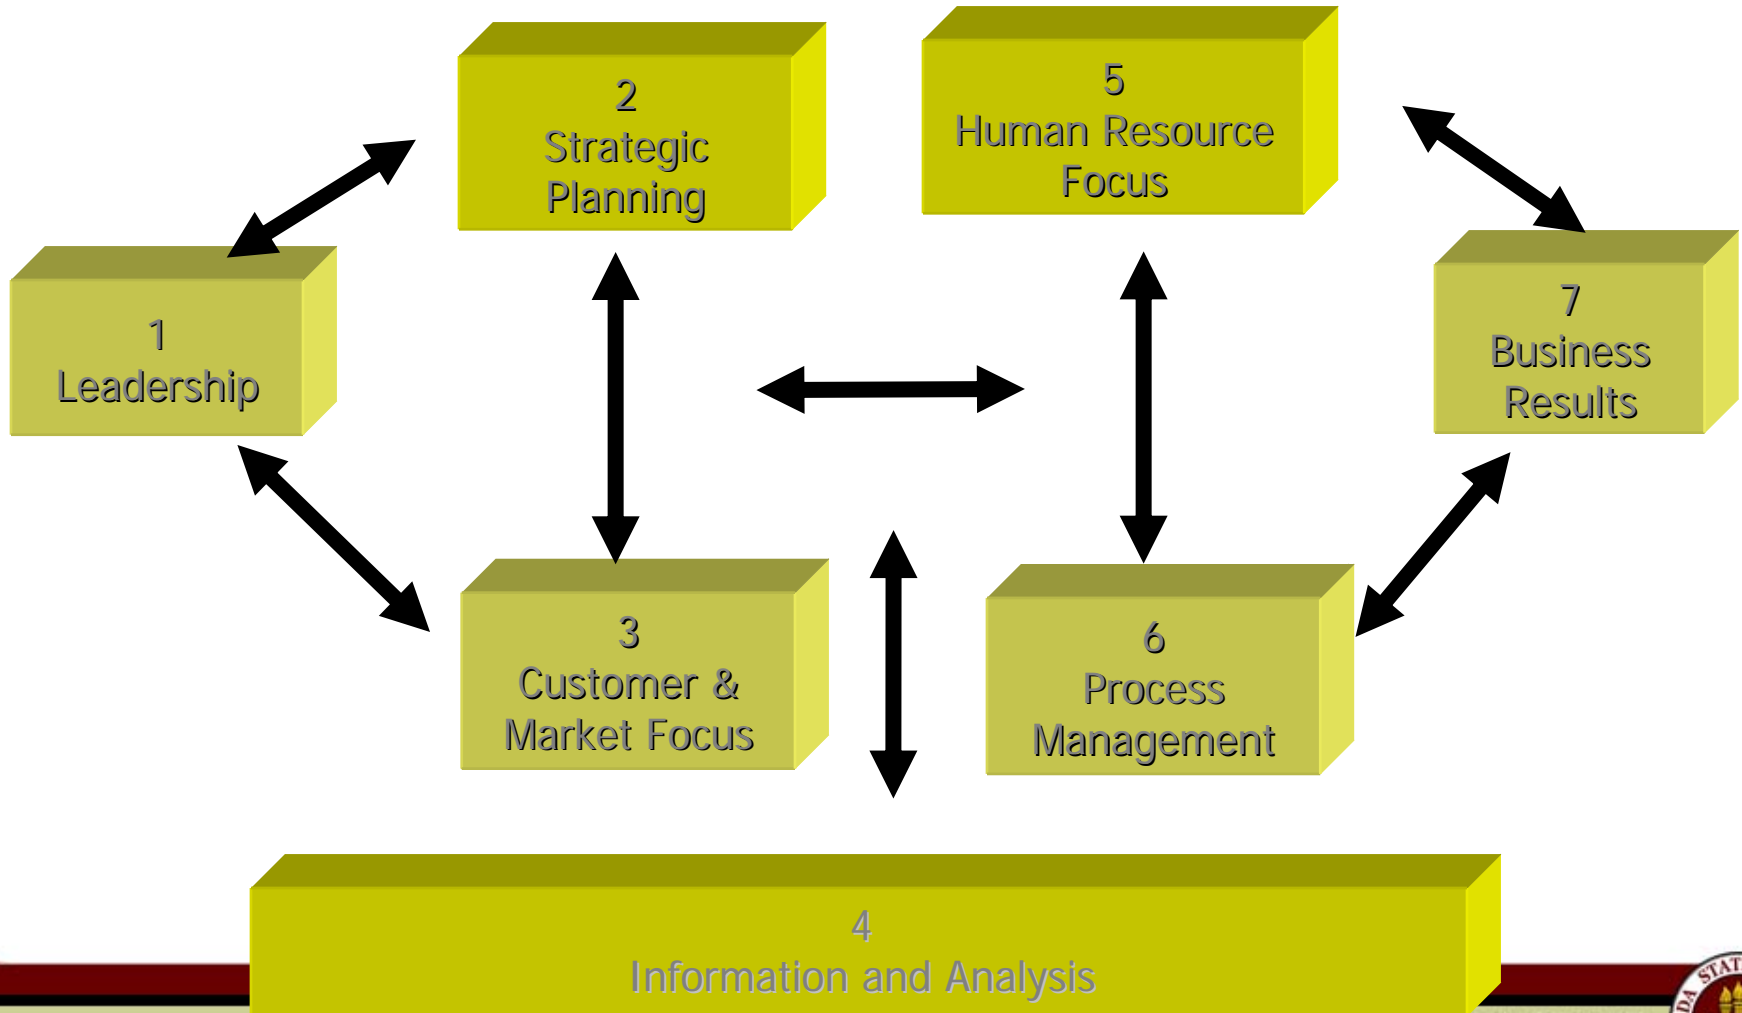 2
Strategic
Planning
5
Human Resource
Focus
1
Leadership
7
Business
Results
3
Customer &
Market Focus
6
Process
Management
4
Information and Analysis